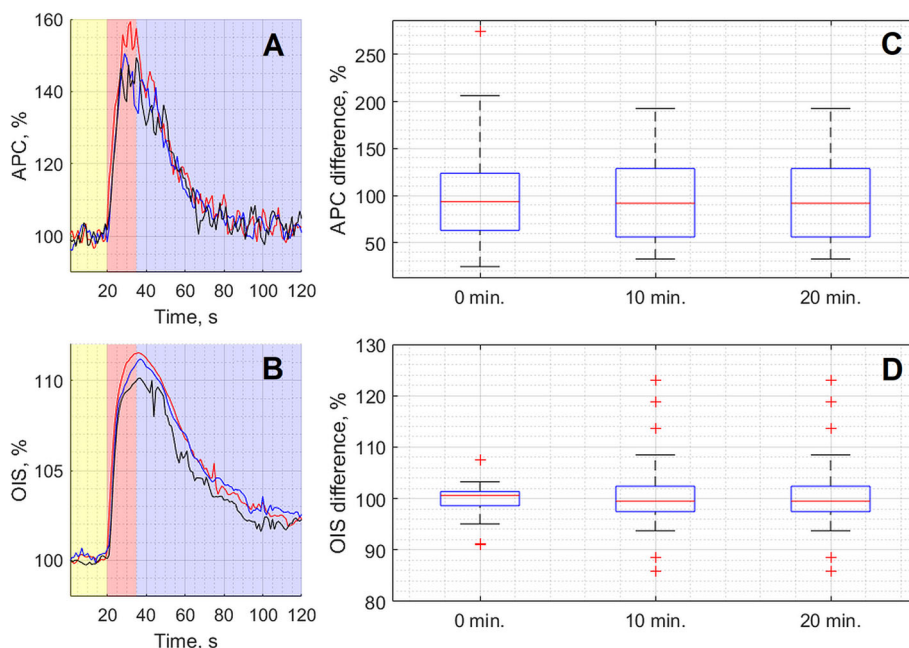 A
160
140
120
100
APC, %
20 40 60 80 100 120
Time, s
C
250
200
150
100
50
APC difference, %
0 min. 10 min. 20 min.
B
110
105
100
OIS, %
20 40 60 80 100 120
Time, s
D
130
120
110
100
90
80
OIS difference, %
0 min. 10 min. 20 min.